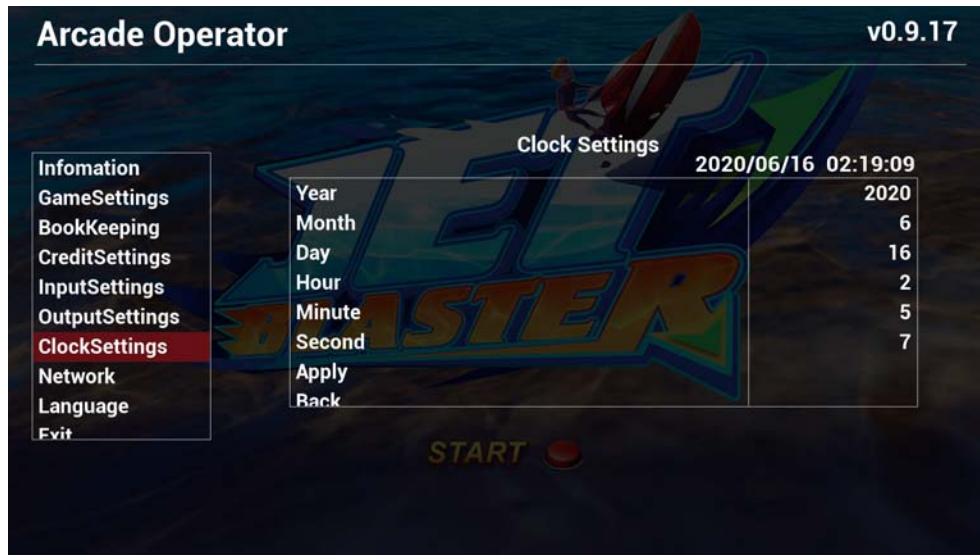 Arcade Operator
v0.9.17
Clock Settings
2020/06/16 02:19:09
Infomation
GameSettings
BookKeeping
CreditSettings
InputSettings
OutputSettings
ClockSettings
Network
Language
Exit
Year 2020
Month 6
Day 16
Hour 2
Minute 5
Second 7
Apply
Back
JET
BLASTER
START